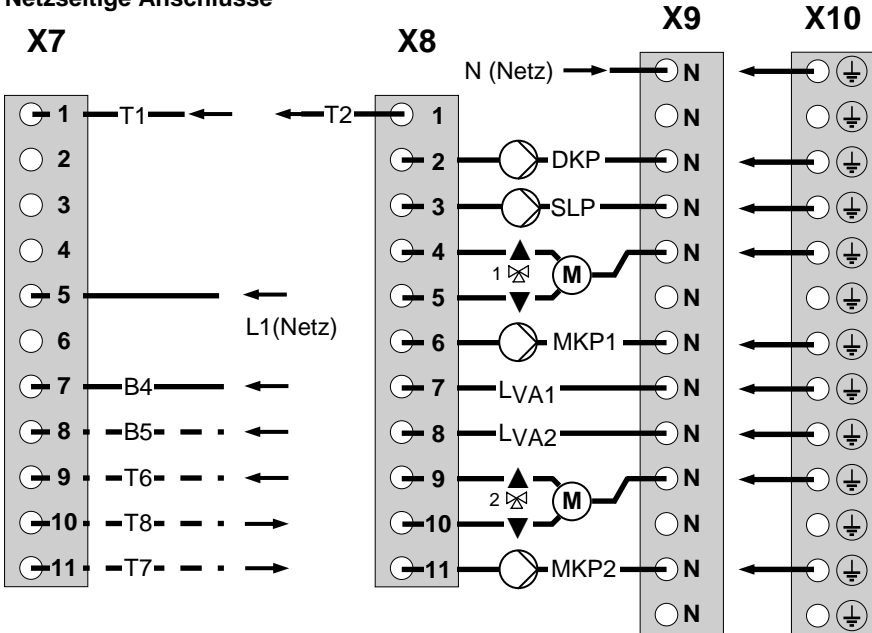 Netzseitige Anschlüsse
X9 X10
X7 X8
N (Netz) N
1 T1 T2 1 N
2 2 DKP N
3 3 SLP N
4 4 N
1 M
5 5 N
L1(Netz)
6 6 MKP1 N
7 B4 7 LVA1 N
8 B5 8 LVA2 N
9 T6 9 N
2 M
10 T8 10 N
11 T7 11 MKP2 N
N